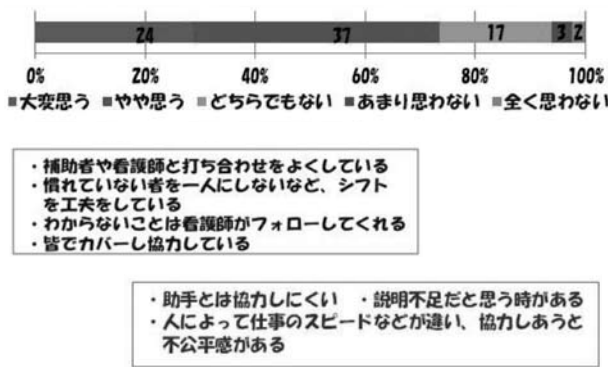 24 37 17 3 2
0% 20% 40% 60% 80% 100%
■大変思う ■やや思う ■どちらでもない ■あまり思わない ■全く思わない
・補助者や看護師と打ち合わせをよくしている
・慣れていない者を一人にしないなど、シフト
を工夫をしている
・わからないことは看護師がフォローしてくれる
・皆でカバーし協力している
・助手とは協力しにくい ・説明不足だと思う時がある
・人によって仕事のスピードなどが違い、協力しあうと
不公平感がある